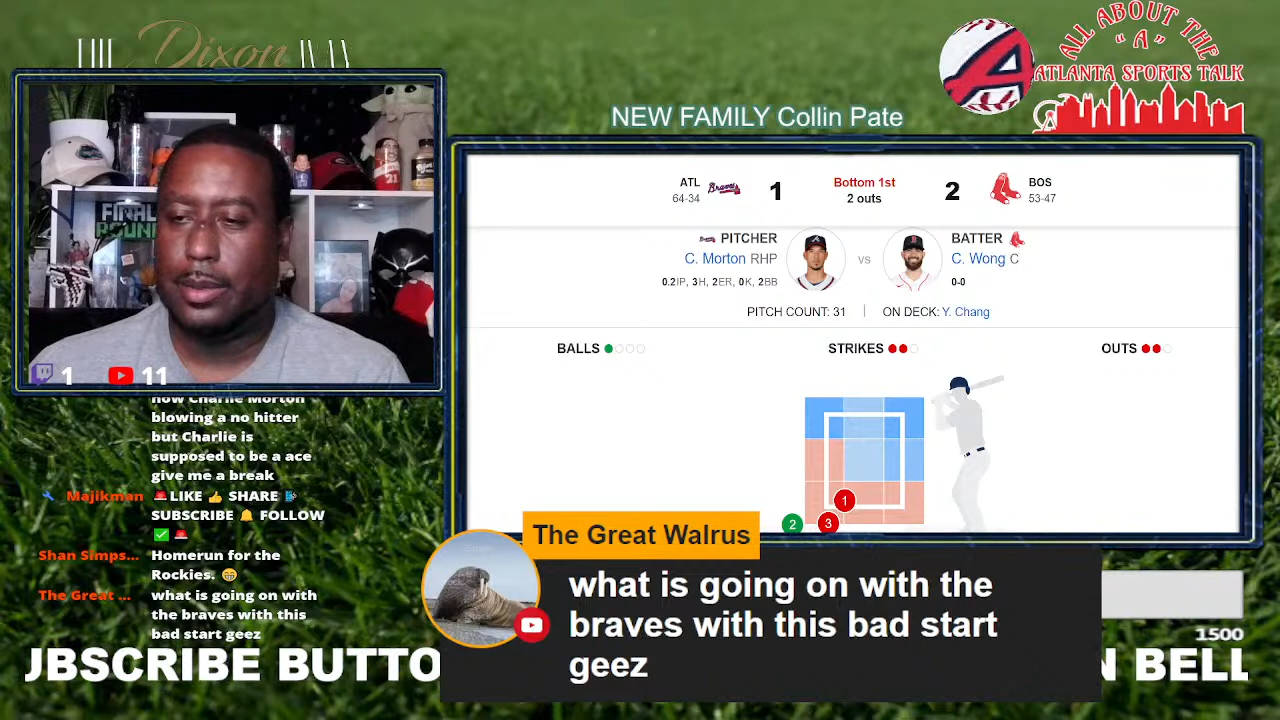 Dixon
ALL ABOUT THE
"A"
ATLANTA SPORTS TALK
NEW FAMILY Collin Pate
ATL
64-34
Braves
1
Bottom 1st
2 outs
2
BOS
53-47
PITCHER
C. Morton RHP
0.2IP, 3H, 2ER, 0K, 2BB
VS
BATTER
C. Wong C
0-0
PITCH COUNT: 31
ON DECK: Y. Chang
BALLS
STRIKES
OUTS
1
2
3
FINAL
ROUND
21
1
11
how Charlie Morton
blowing a no hitter
but Charlie is
supposed to be a ace
give me a break
Majikman 🚨LIKE 👍 SHARE
SUBSCRIBE 🔔 FOLLOW
✅ 🚨
Shan Simps... Homerun for the
Rockies. 😁
The Great ... what is going on with
the braves with this
bad start geez
The Great Walrus
what is going on with the
braves with this bad start
geez
1500
JBSCRIBE BUTTO
N BELL